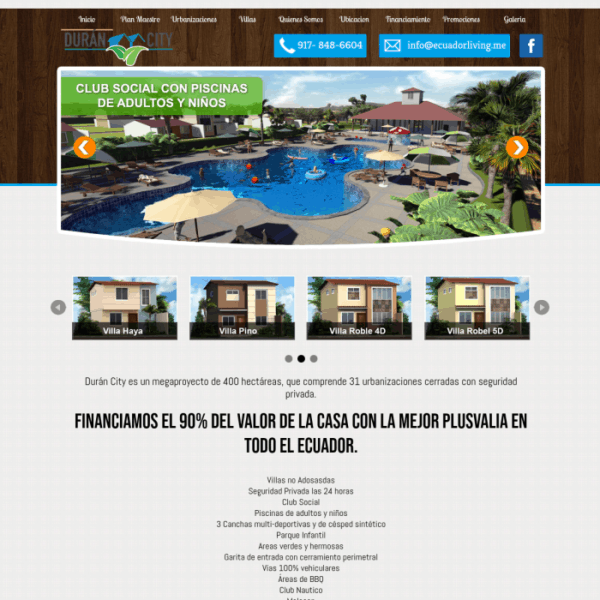 Inicio Plan Maestro Urbanizaciones Villas Quienes Somos Ubicacion Financiamiento Promociones Galeria
DURÁN CITY
917- 848-6604 info@ecuadorliving.me f
CLUB SOCIAL CON PISCINAS
DE ADULTOS Y NIÑOS
Villa Haya Villa Pino Villa Roble 4D Villa Robel 5D
Durán City es un megaproyecto de 400 hectáreas, que comprende 31 urbanizaciones cerradas con seguridad
privada.
FINANCIAMOS EL 90% DEL VALOR DE LA CASA CON LA MEJOR PLUSVALIA EN
TODO EL ECUADOR.
Villas no Adosasdas
Seguridad Privada las 24 horas
Club Social
Piscinas de adultos y niños
3 Canchas multi-deportivas y de césped sintético
Parque Infantil
Areas verdes y hermosas
Garita de entrada con cerramiento perimetral
Vias 100% vehiculares
Áreas de BBQ
Club Nautico